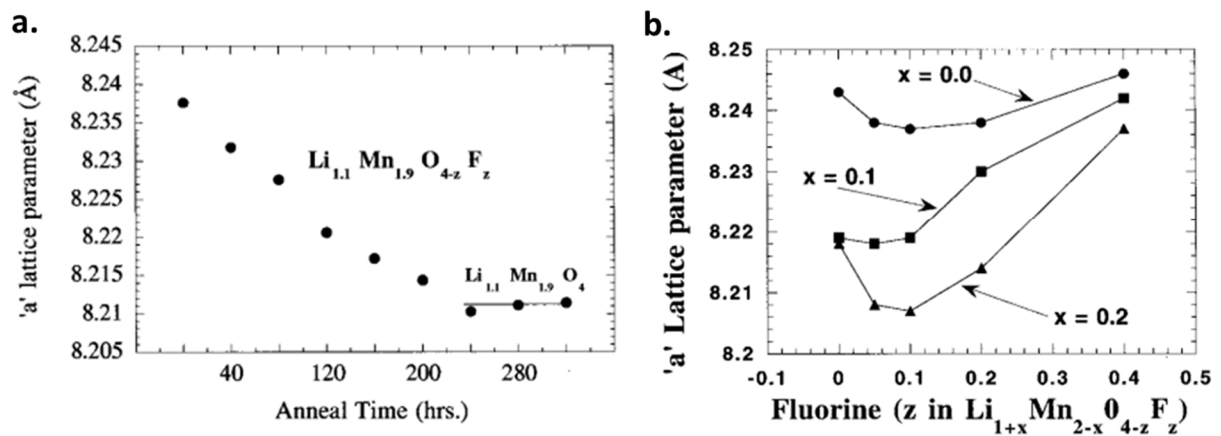 a.
'a' lattice parameter (Å)
8.245
8.24
8.235
8.23
8.225
8.22
8.215
8.21
8.205
Li1.1 Mn1.9 O4-z Fz
Li1.1 Mn1.9 O4
40 120 200 280
Anneal Time (hrs.)
b.
'a' Lattice parameter (A)
8.25
8.24
8.23
8.22
8.21
8.2
x = 0.0
x = 0.1
x = 0.2
-0.1 0 0.1 0.2 0.3 0.4 0.5
Fluorine (z in Li1+xMn2-x04-zFz)